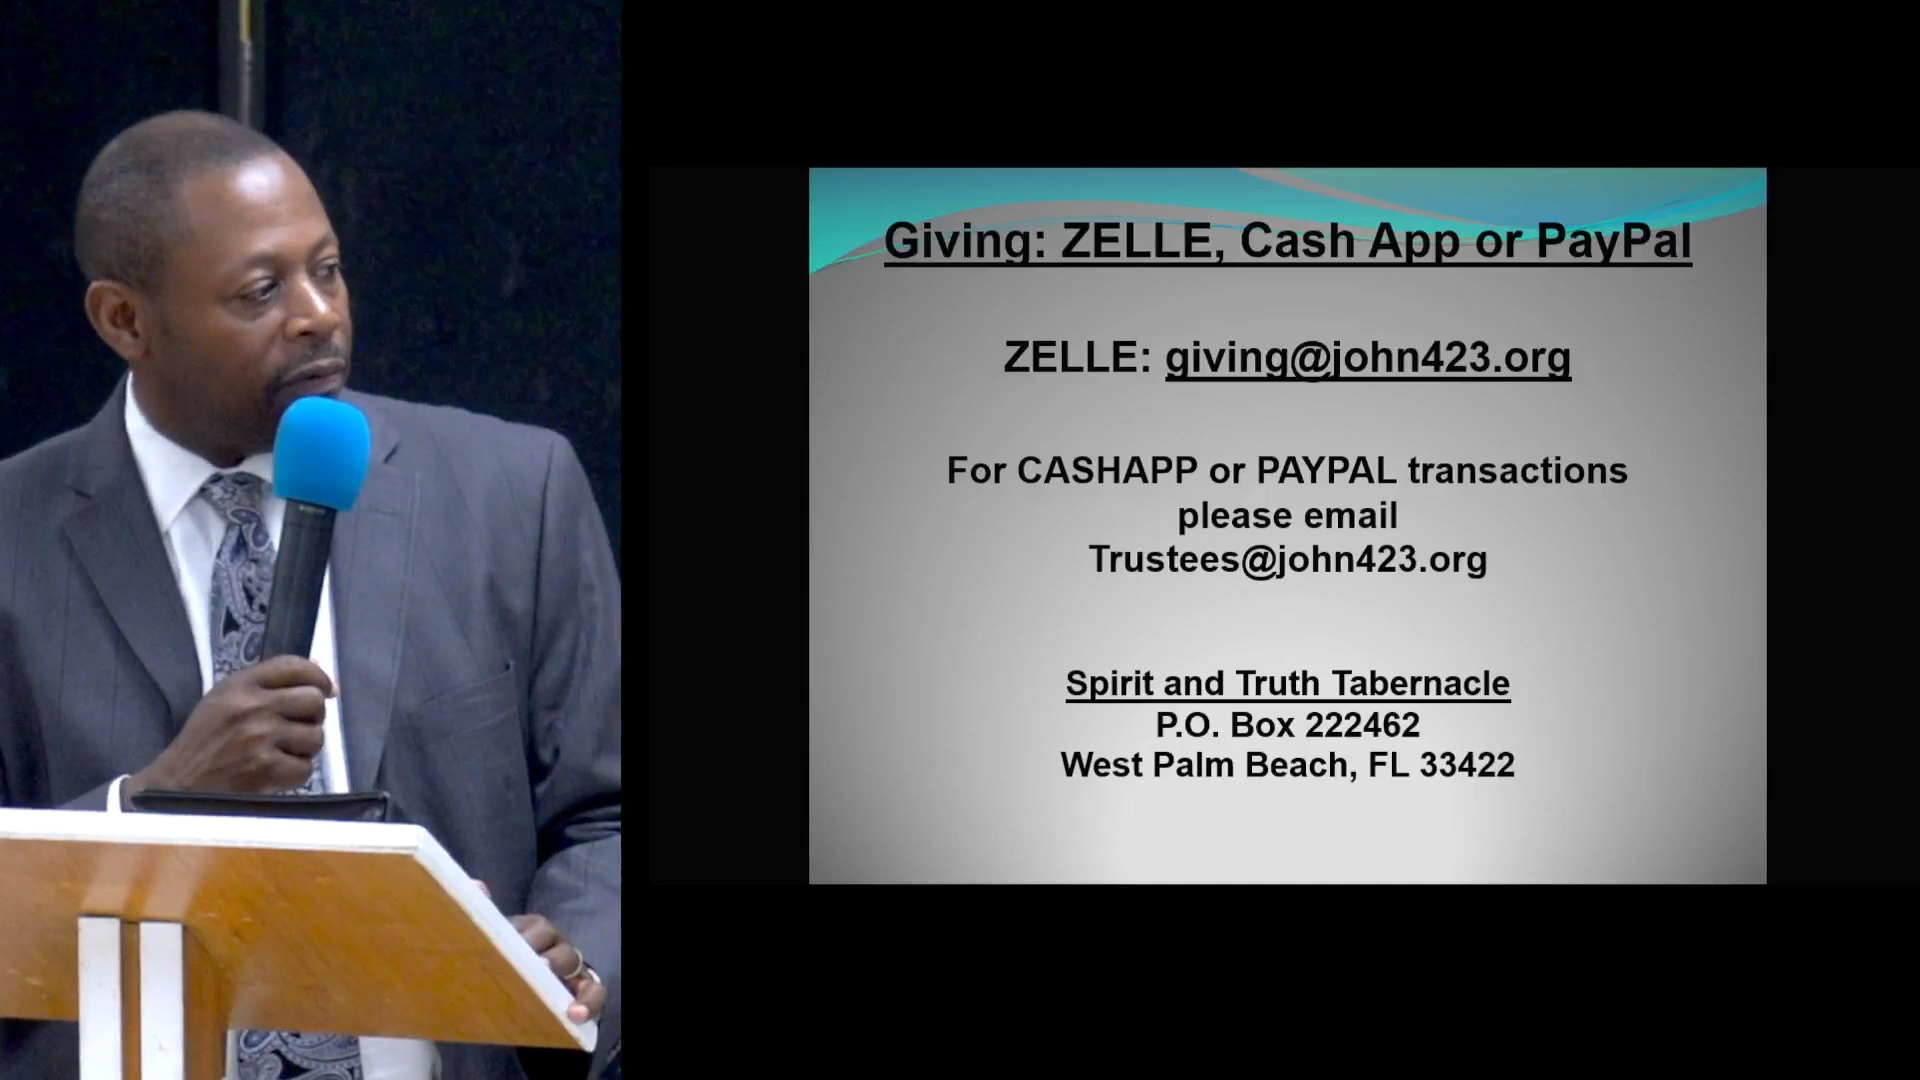 Giving: ZELLE, Cash App or PayPal
ZELLE: giving@john423.org
For CASHAPP or PAYPAL transactions
please email
Trustees@john423.org
Spirit and Truth Tabernacle
P.O. Box 222462
West Palm Beach, FL 33422